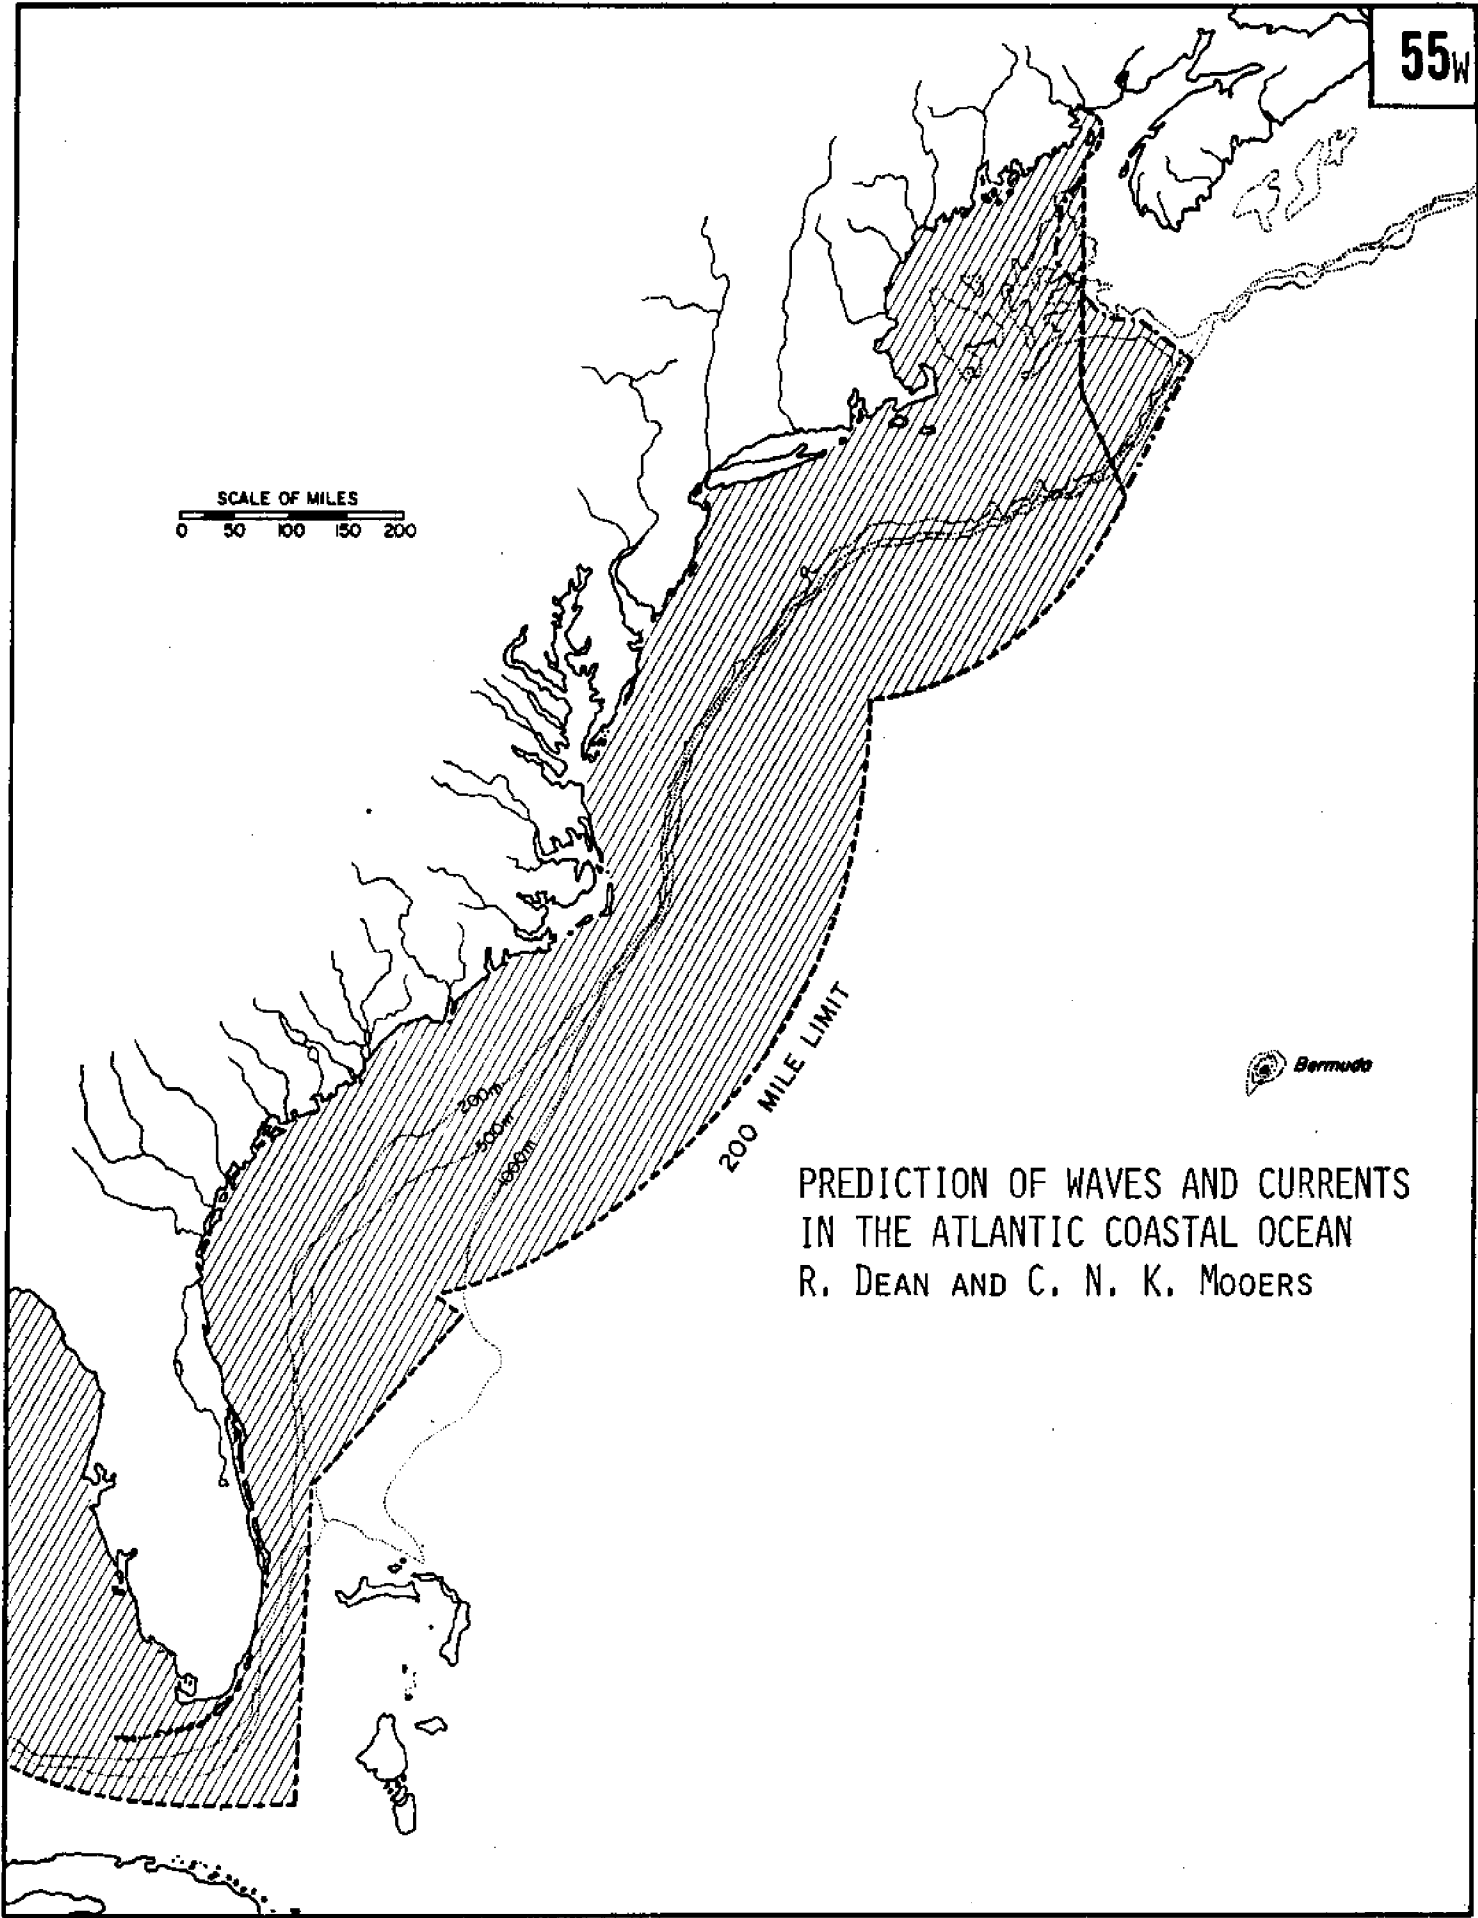 55W
SCALE OF MILES
0 50 100 150 200
200 MILE LIMIT
Bermuda
200m
500m
1000m
PREDICTION OF WAVES AND CURRENTS
IN THE ATLANTIC COASTAL OCEAN
R. DEAN AND C. N. K. MOOERS